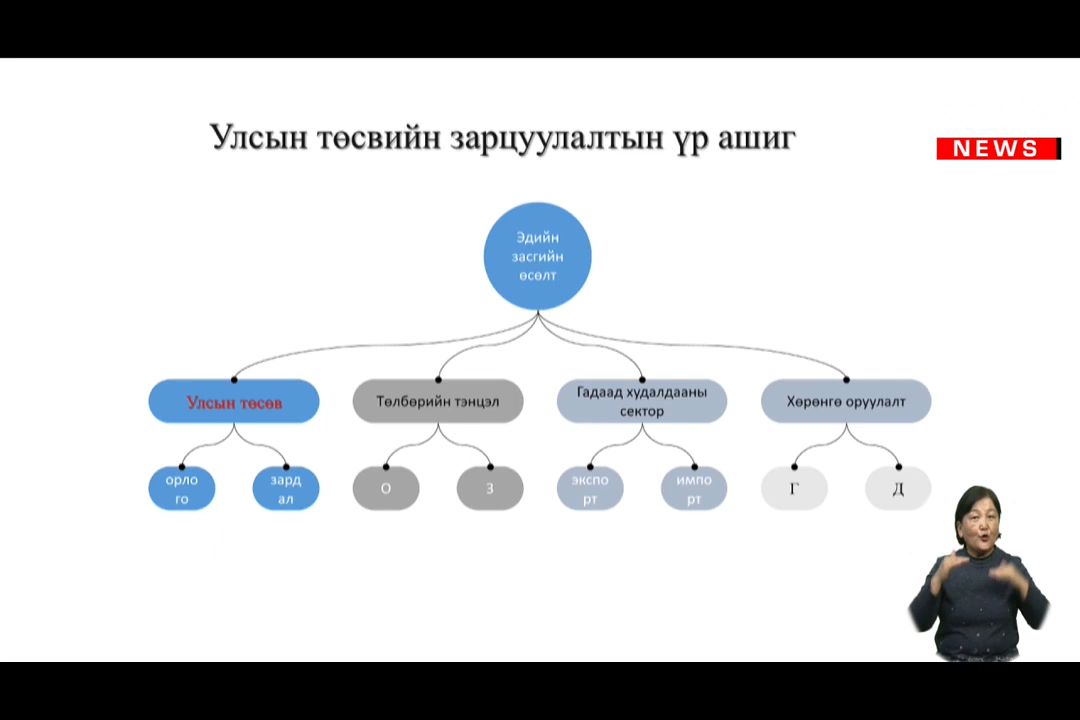 Улсын төсвийн зарцуулалтын үр ашиг
NEWS
Эдийн
засгийн
өсөлт
Улсын төсөв
Төлбөрийн тэнцэл
Гадаад худалдааны
сектор
Хөрөнгө оруулалт
орло
го
зард
ал
О
З
экспо
рт
импо
рт
Г
Д